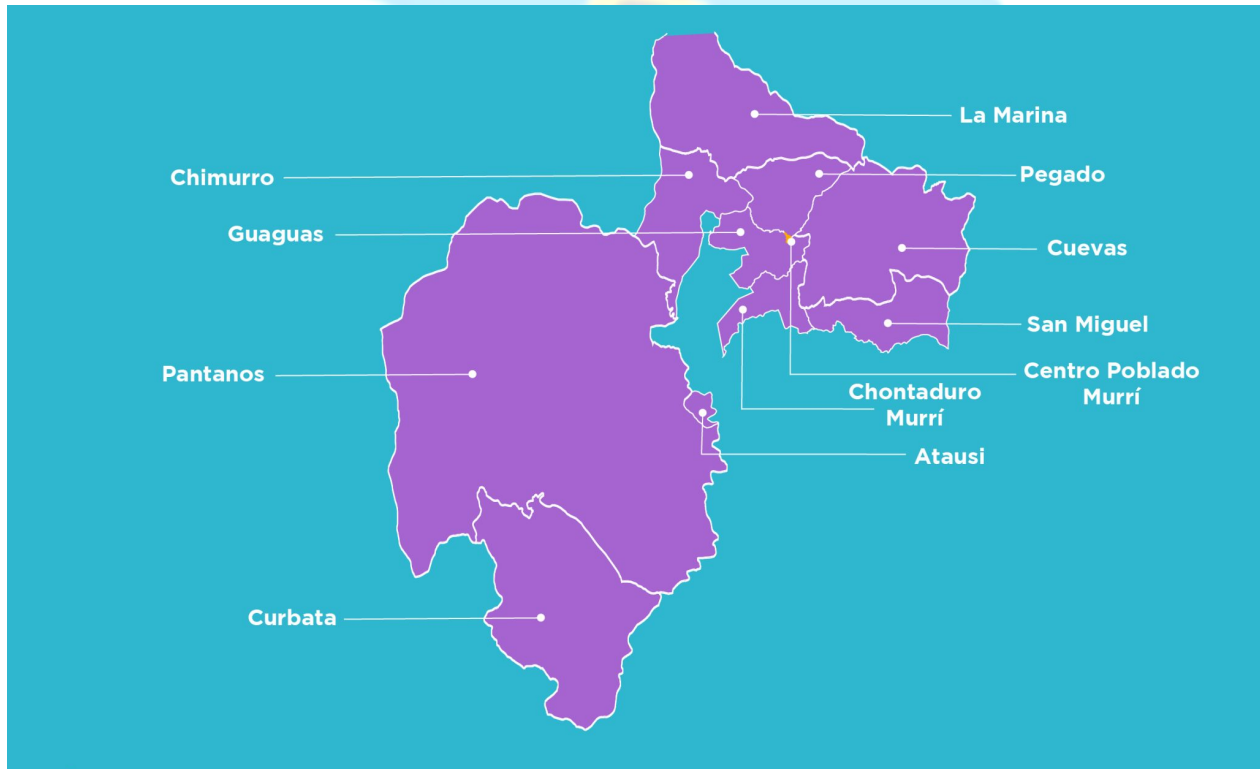 La Marina
Chimurro
Pegado
Guaguas
Cuevas
San Miguel
Pantanos
Centro Poblado
Murrí
Chontaduro
Murrí
Atausi
Curbata